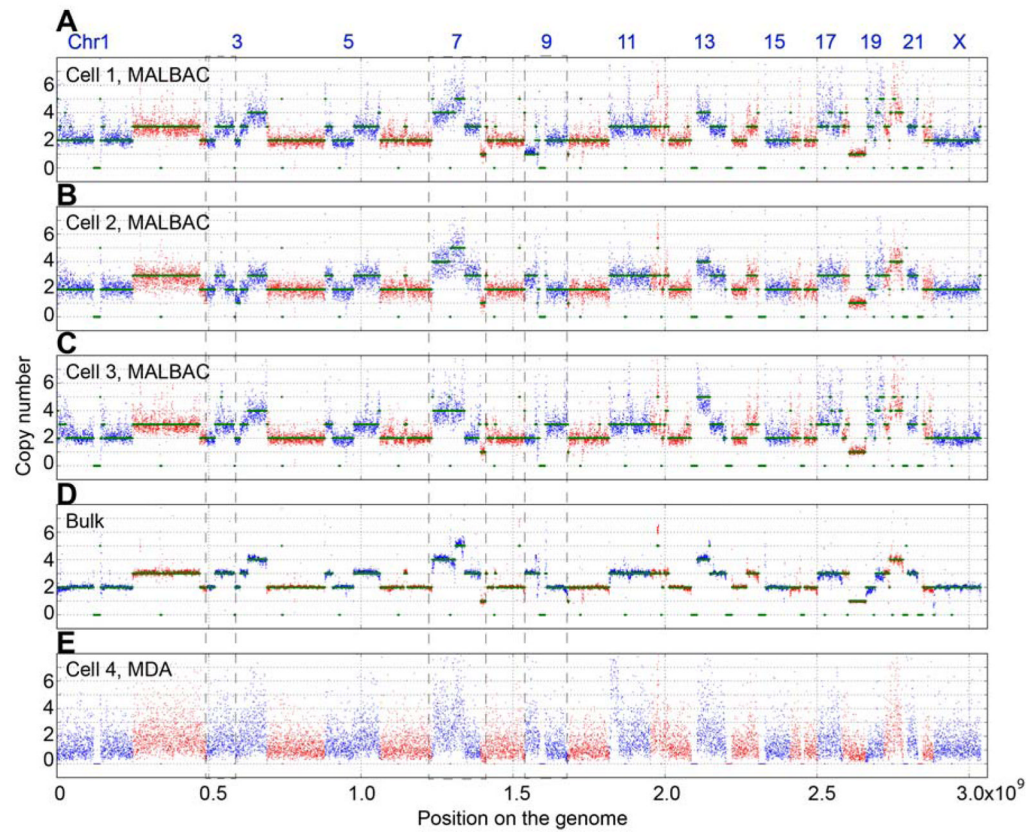 A
Chr1 3 5 7 9 11 13 15 17 19 21 X
Cell 1, MALBAC
6
4
2
0
B
Cell 2, MALBAC
6
4
2
0
C
Cell 3, MALBAC
6
4
2
0
Copy number
D
Bulk
6
4
2
0
E
Cell 4, MDA
6
4
2
0
0 0.5 1.0 1.5 2.0 2.5 3.0x10⁹
Position on the genome